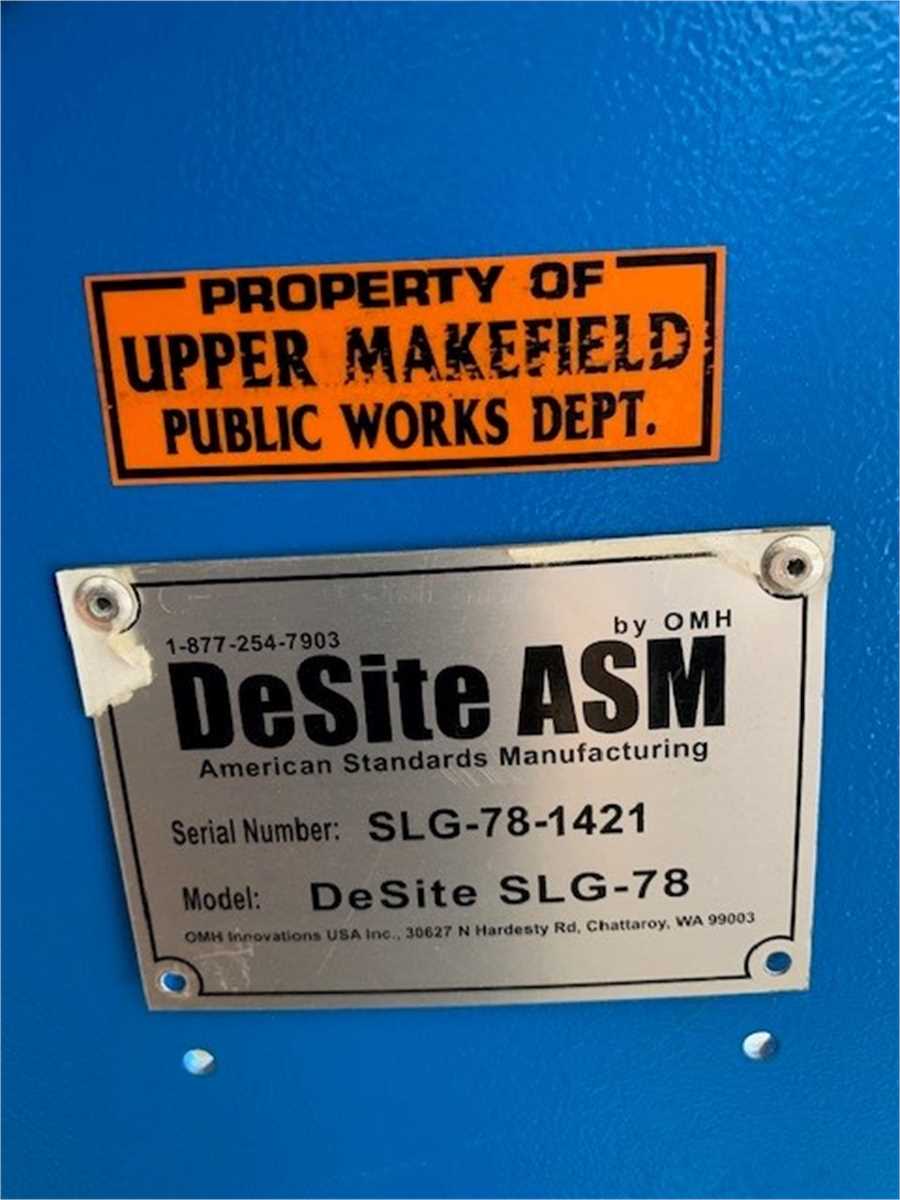 PROPERTY OF
UPPER MAKEFIELD
PUBLIC WORKS DEPT.
by OMH
1-877-254-7903
DeSite ASM
American Standards Manufacturing
Serial Number: SLG-78-1421
Model: DeSite SLG-78
OMH Innovations USA Inc., 30627 N Hardesty Rd, Chattaroy, WA 99003